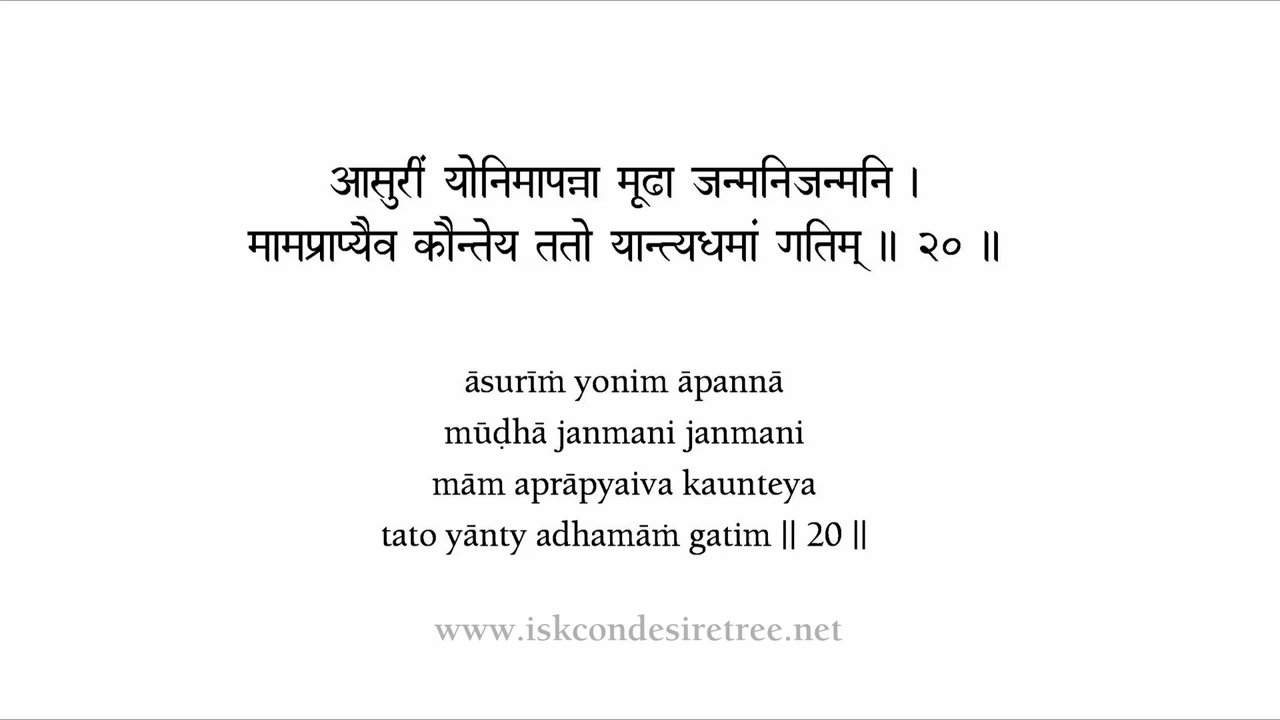 आसुरीं योनिमापन्ना मूढा जन्मनिजन्मनि ।
मामप्राप्यैव कौन्तेय ततो यान्त्यधमां गतिम् ॥ २० ॥
āsurīṁ yonim āpannā
mūḍhā janmani janmani
mām aprāpyaiva kaunteya
tato yānty adhamāṁ gatim || 20 ||
www.iskcondesiretree.net